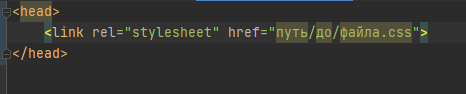 <head>
<link rel="stylesheet" href="путь/до/файла.css">
</head>